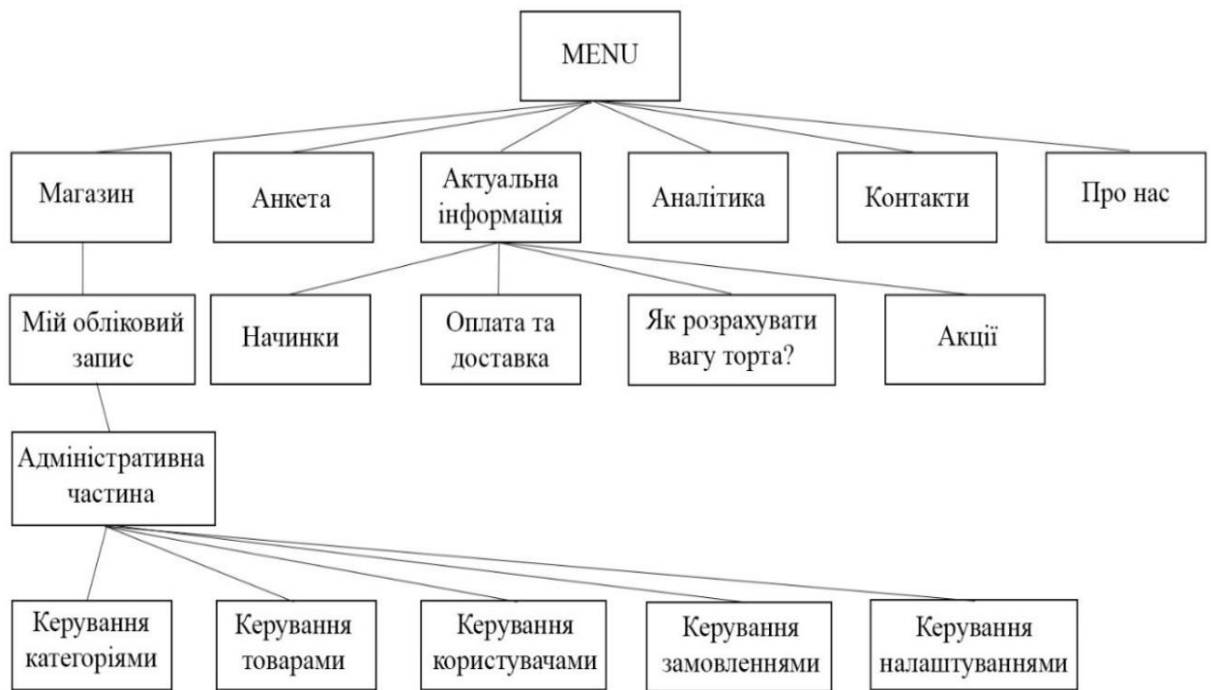 MENU
Магазин
Анкета
Актуальна
інформація
Аналітика
Контакти
Про нас
Мій обліковий
запис
Начинки
Оплата та
доставка
Як розрахувати
вагу торта?
Акції
Адміністративна
частина
Керування
категоріями
Керування
товарами
Керування
користувачами
Керування
замовленнями
Керування
налаштуваннями